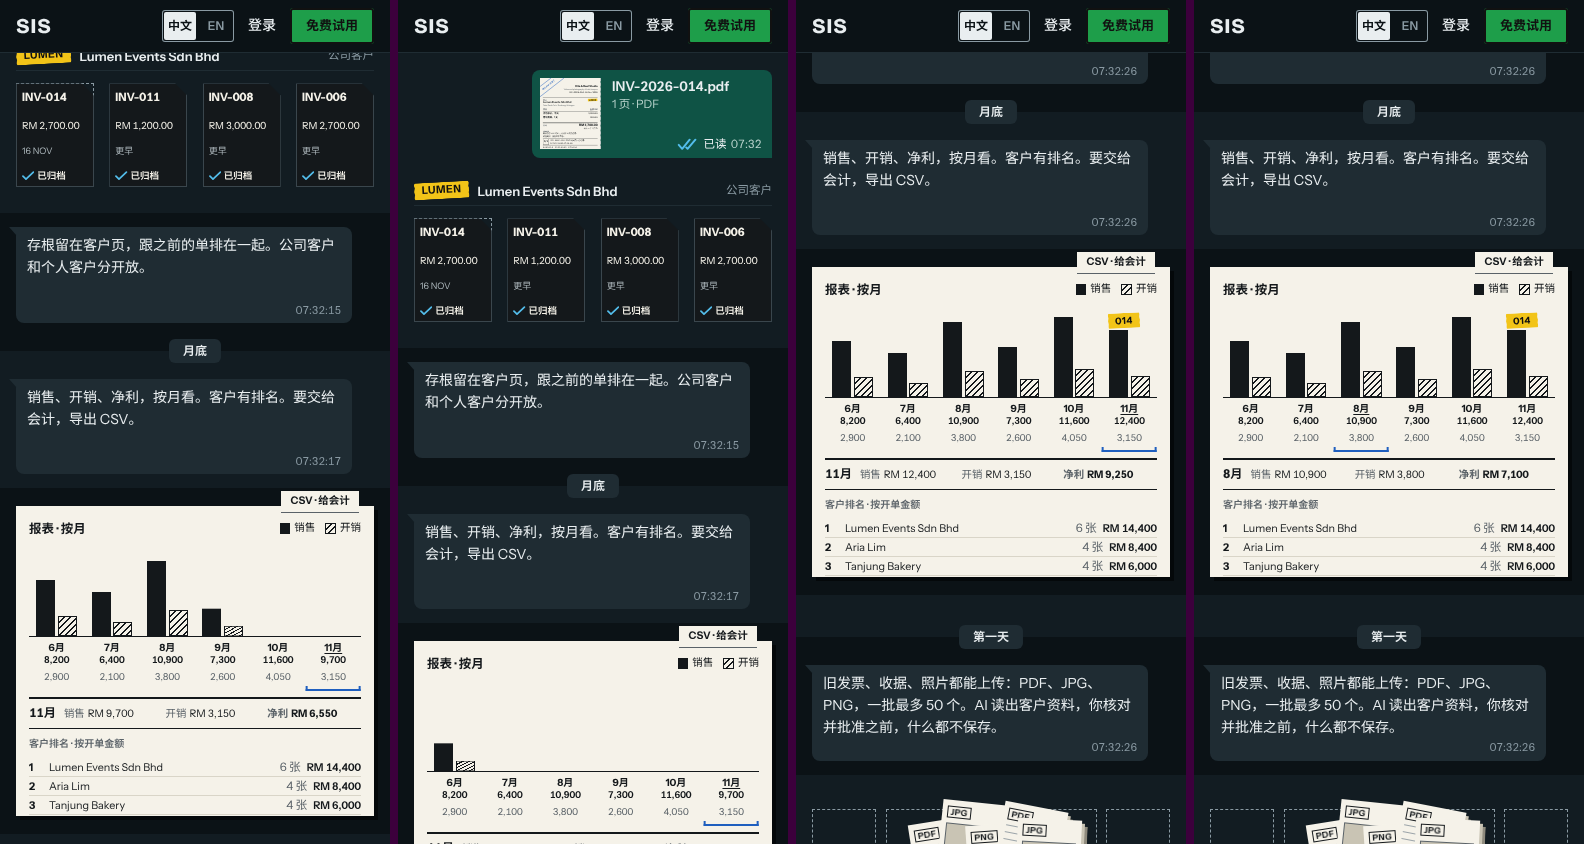 SIS
中文
EN
登录
免费试用
LUMEN
Lumen Events Sdn Bhd
公司客户
INV-014
INV-011
INV-008
INV-006
RM 2,700.00
RM 1,200.00
RM 3,000.00
RM 2,700.00
16 NOV
更早
更早
更早
已归档
已归档
已归档
已归档
存根留在客户页，跟之前的单排在一起。公司客户
和个人客户分开放。
07:32:15
月底
销售、开销、净利，按月看。客户有排名。要交给
会计，导出 CSV。
07:32:17
CSV·给会计
报表·按月
销售
开销
6月
7月
8月
9月
10月
11月
8,200
6,400
10,900
7,300
11,600
9,700
2,900
2,100
3,800
2,600
4,050
3,150
11月 销售 RM 9,700 开销 RM 3,150 净利 RM 6,550
客户排名·按开单金额
1 Lumen Events Sdn Bhd 6 张 RM 14,400
2 Aria Lim 4 张 RM 8,400
3 Tanjung Bakery 4 张 RM 6,000
SIS
中文
EN
登录
免费试用
INV-2026-014.pdf
1 页·PDF
已读 07:32
LUMEN
Lumen Events Sdn Bhd
公司客户
INV-014
INV-011
INV-008
INV-006
RM 2,700.00
RM 1,200.00
RM 3,000.00
RM 2,700.00
16 NOV
更早
更早
更早
已归档
已归档
已归档
已归档
存根留在客户页，跟之前的单排在一起。公司客户
和个人客户分开放。
07:32:15
月底
销售、开销、净利，按月看。客户有排名。要交给
会计，导出 CSV。
07:32:17
CSV·给会计
报表·按月
销售
开销
6月
7月
8月
9月
10月
11月
8,200
6,400
10,900
7,300
11,600
9,700
2,900
2,100
3,800
2,600
4,050
3,150
SIS
中文
EN
登录
免费试用
07:32:26
月底
销售、开销、净利，按月看。客户有排名。要交给
会计，导出 CSV。
07:32:26
CSV·给会计
报表·按月
销售
开销
014
6月
7月
8月
9月
10月
11月
8,200
6,400
10,900
7,300
11,600
12,400
2,900
2,100
3,800
2,600
4,050
3,150
11月 销售 RM 12,400 开销 RM 3,150 净利 RM 9,250
客户排名·按开单金额
1 Lumen Events Sdn Bhd 6 张 RM 14,400
2 Aria Lim 4 张 RM 8,400
3 Tanjung Bakery 4 张 RM 6,000
第一天
旧发票、收据、照片都能上传：PDF、JPG、
PNG，一批最多 50 个。AI 读出客户资料，你核对
并批准之前，什么都不保存。
07:32:26
JPG
PDF
PDF
PNG
JPG
SIS
中文
EN
登录
免费试用
07:32:26
月底
销售、开销、净利，按月看。客户有排名。要交给
会计，导出 CSV。
07:32:26
CSV·给会计
报表·按月
销售
开销
014
6月
7月
8月
9月
10月
11月
8,200
6,400
10,900
7,300
11,600
12,400
2,900
2,100
3,800
2,600
4,050
3,150
8月 销售 RM 10,900 开销 RM 3,800 净利 RM 7,100
客户排名·按开单金额
1 Lumen Events Sdn Bhd 6 张 RM 14,400
2 Aria Lim 4 张 RM 8,400
3 Tanjung Bakery 4 张 RM 6,000
第一天
旧发票、收据、照片都能上传：PDF、JPG、
PNG，一批最多 50 个。AI 读出客户资料，你核对
并批准之前，什么都不保存。
07:32:26
JPG
PDF
PDF
PNG
JPG